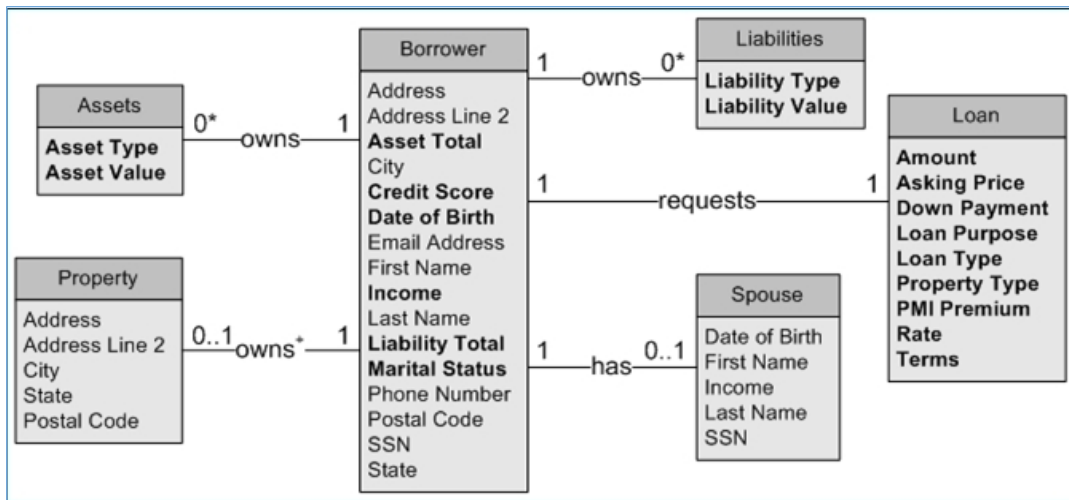 Assets
Asset Type
Asset Value
0*
owns
1
Property
Address
Address Line 2
City
State
Postal Code
0..1
owns+
1
Borrower
Address
Address Line 2
Asset Total
City
Credit Score
Date of Birth
Email Address
First Name
Income
Last Name
Liability Total
Marital Status
Phone Number
Postal Code
SSN
State
1
owns
0*
Liabilities
Liability Type
Liability Value
1
requests
1
Loan
Amount
Asking Price
Down Payment
Loan Purpose
Loan Type
Property Type
PMI Premium
Rate
Terms
1
has
0..1
Spouse
Date of Birth
First Name
Income
Last Name
SSN